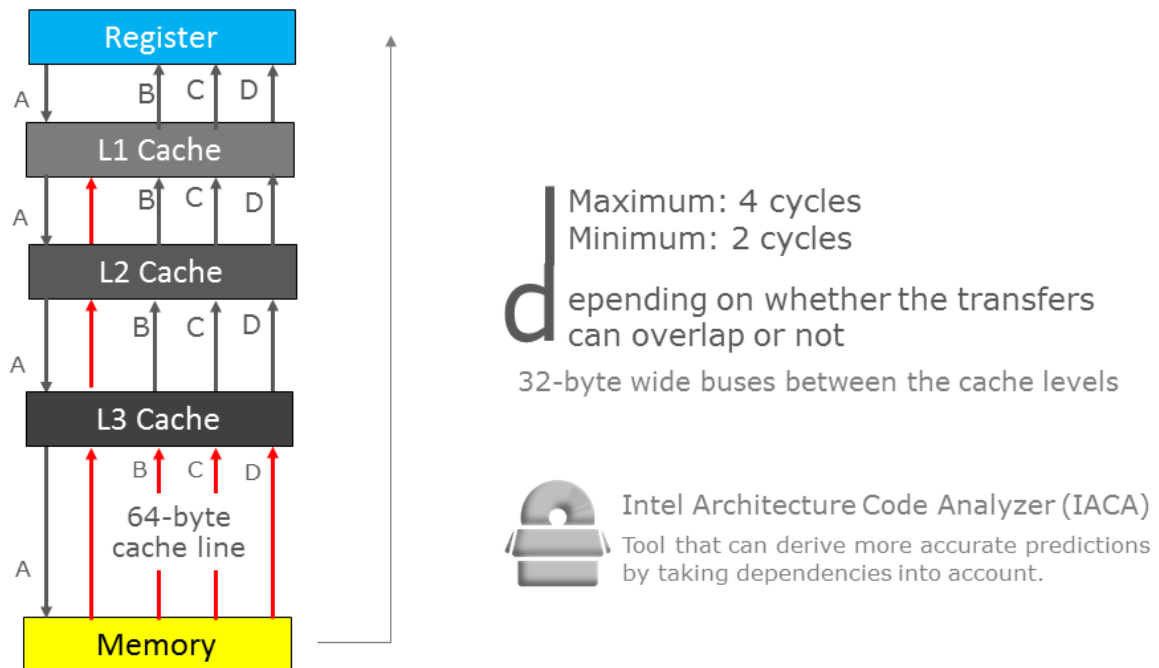 Register
A
B
C
D
L1 Cache
A
B
C
D
L2 Cache
A
B
C
D
L3 Cache
B
C
D
64-byte
cache line
A
Memory
Maximum: 4 cycles
Minimum: 2 cycles
depending on whether the transfers
can overlap or not
32-byte wide buses between the cache levels
Intel Architecture Code Analyzer (IACA)
Tool that can derive more accurate predictions
by taking dependencies into account.